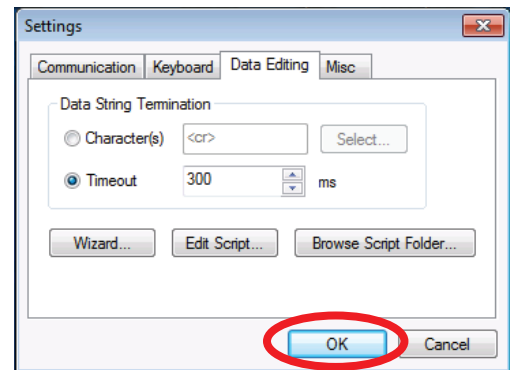 Settings
Communication Keyboard Data Editing Misc
Data String Termination
Character(s) <cr> Select...
Timeout 300 ms
Wizard... Edit Script... Browse Script Folder...
OK Cancel